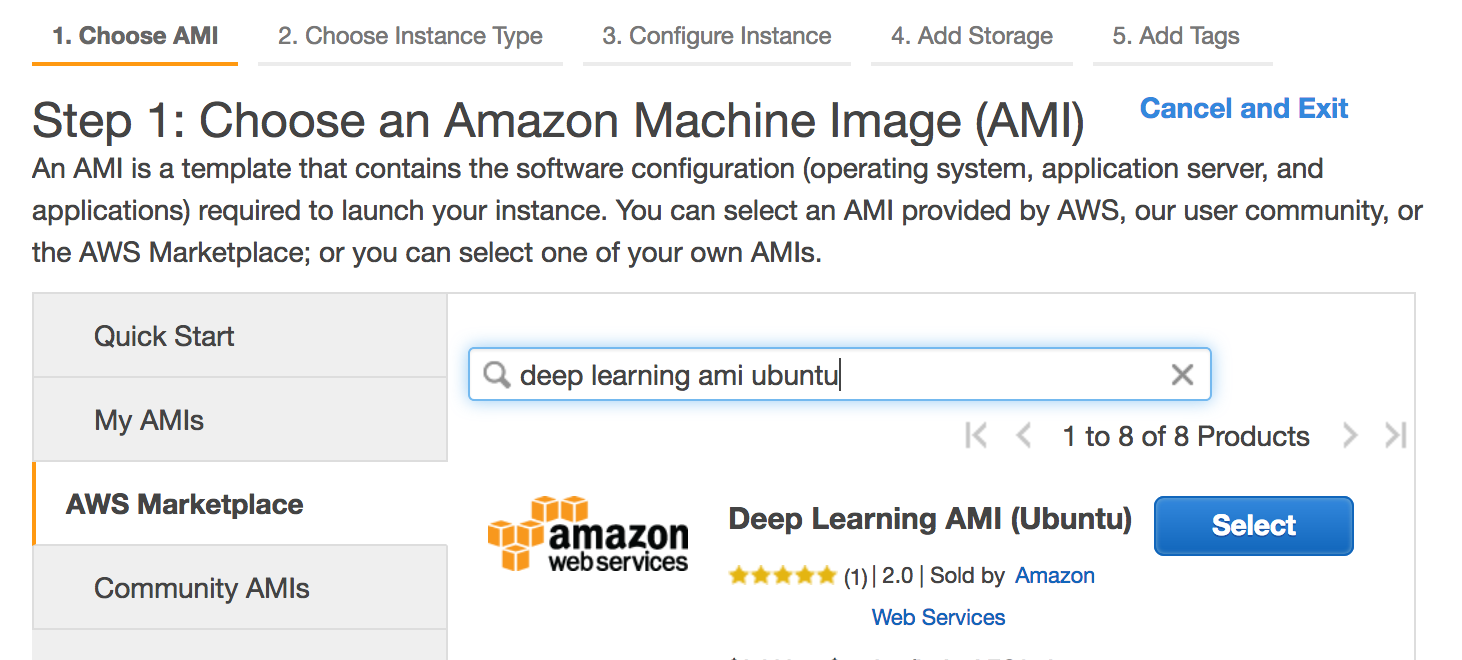 1. Choose AMI 2. Choose Instance Type 3. Configure Instance 4. Add Storage 5. Add Tags
Step 1: Choose an Amazon Machine Image (AMI) Cancel and Exit
An AMI is a template that contains the software configuration (operating system, application server, and
applications) required to launch your instance. You can select an AMI provided by AWS, our user community, or
the AWS Marketplace; or you can select one of your own AMIs.
Quick Start
My AMIs
AWS Marketplace
Community AMIs
deep learning ami ubuntu
1 to 8 of 8 Products
amazon
web services
Deep Learning AMI (Ubuntu) Select
(1) | 2.0 | Sold by Amazon
Web Services